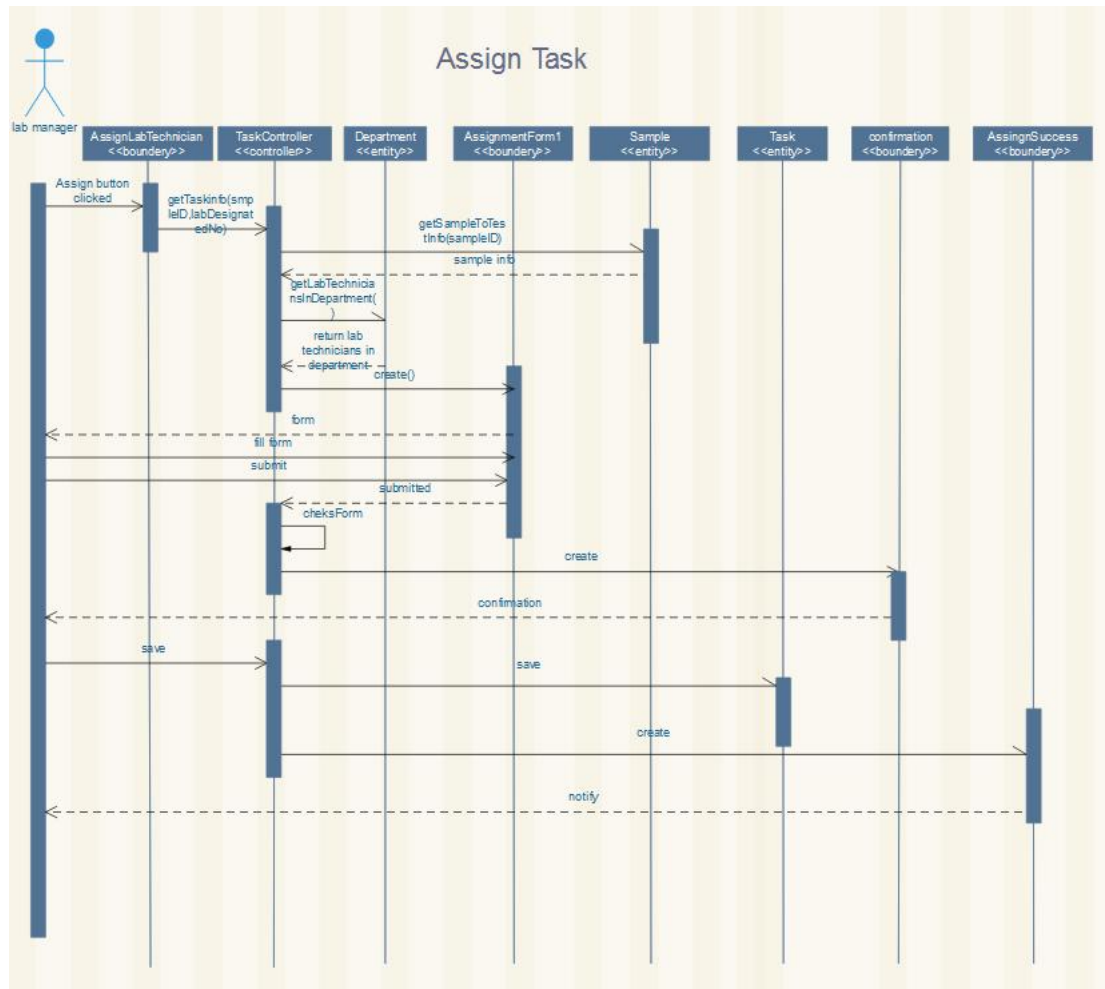 Assign Task
lab manager
AssignLabTechnician
<<boundery>>
TaskController
<<controller>>
Department
<<entity>>
AssignmentForm1
<<boundery>>
Sample
<<entity>>
Task
<<entity>>
confirmation
<<boundery>>
AssingnSuccess
<<boundery>>
Assign button
clicked
getTaskinfo(smp
leID,labDesignat
edNo)
getSampleToTes
tInfo(sampleID)
sample info
getLabTechnicia
nsInDepartment(
)
return lab
technicians in
department
create()
form
fill form
submit
submitted
cheksForm
create
confirmation
save
save
create
notify